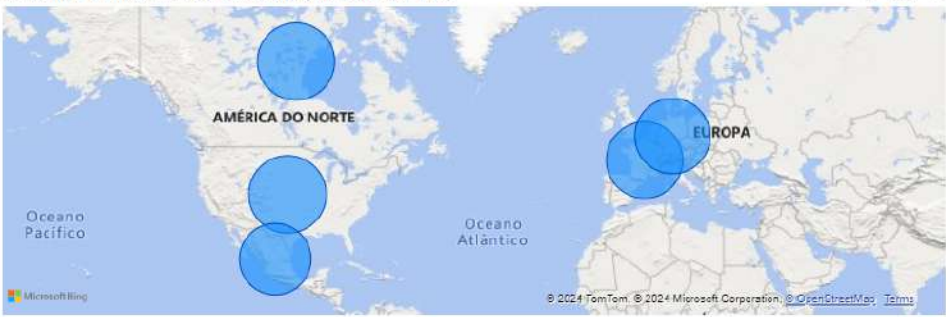 AMÉRICA DO NORTE
EUROPA
Oceano
Pacífico
Oceano
Atlântico
Microsoft Bing
© 2024 TomTom, © 2024 Microsoft Corporation, © OpenStreetMap Terms